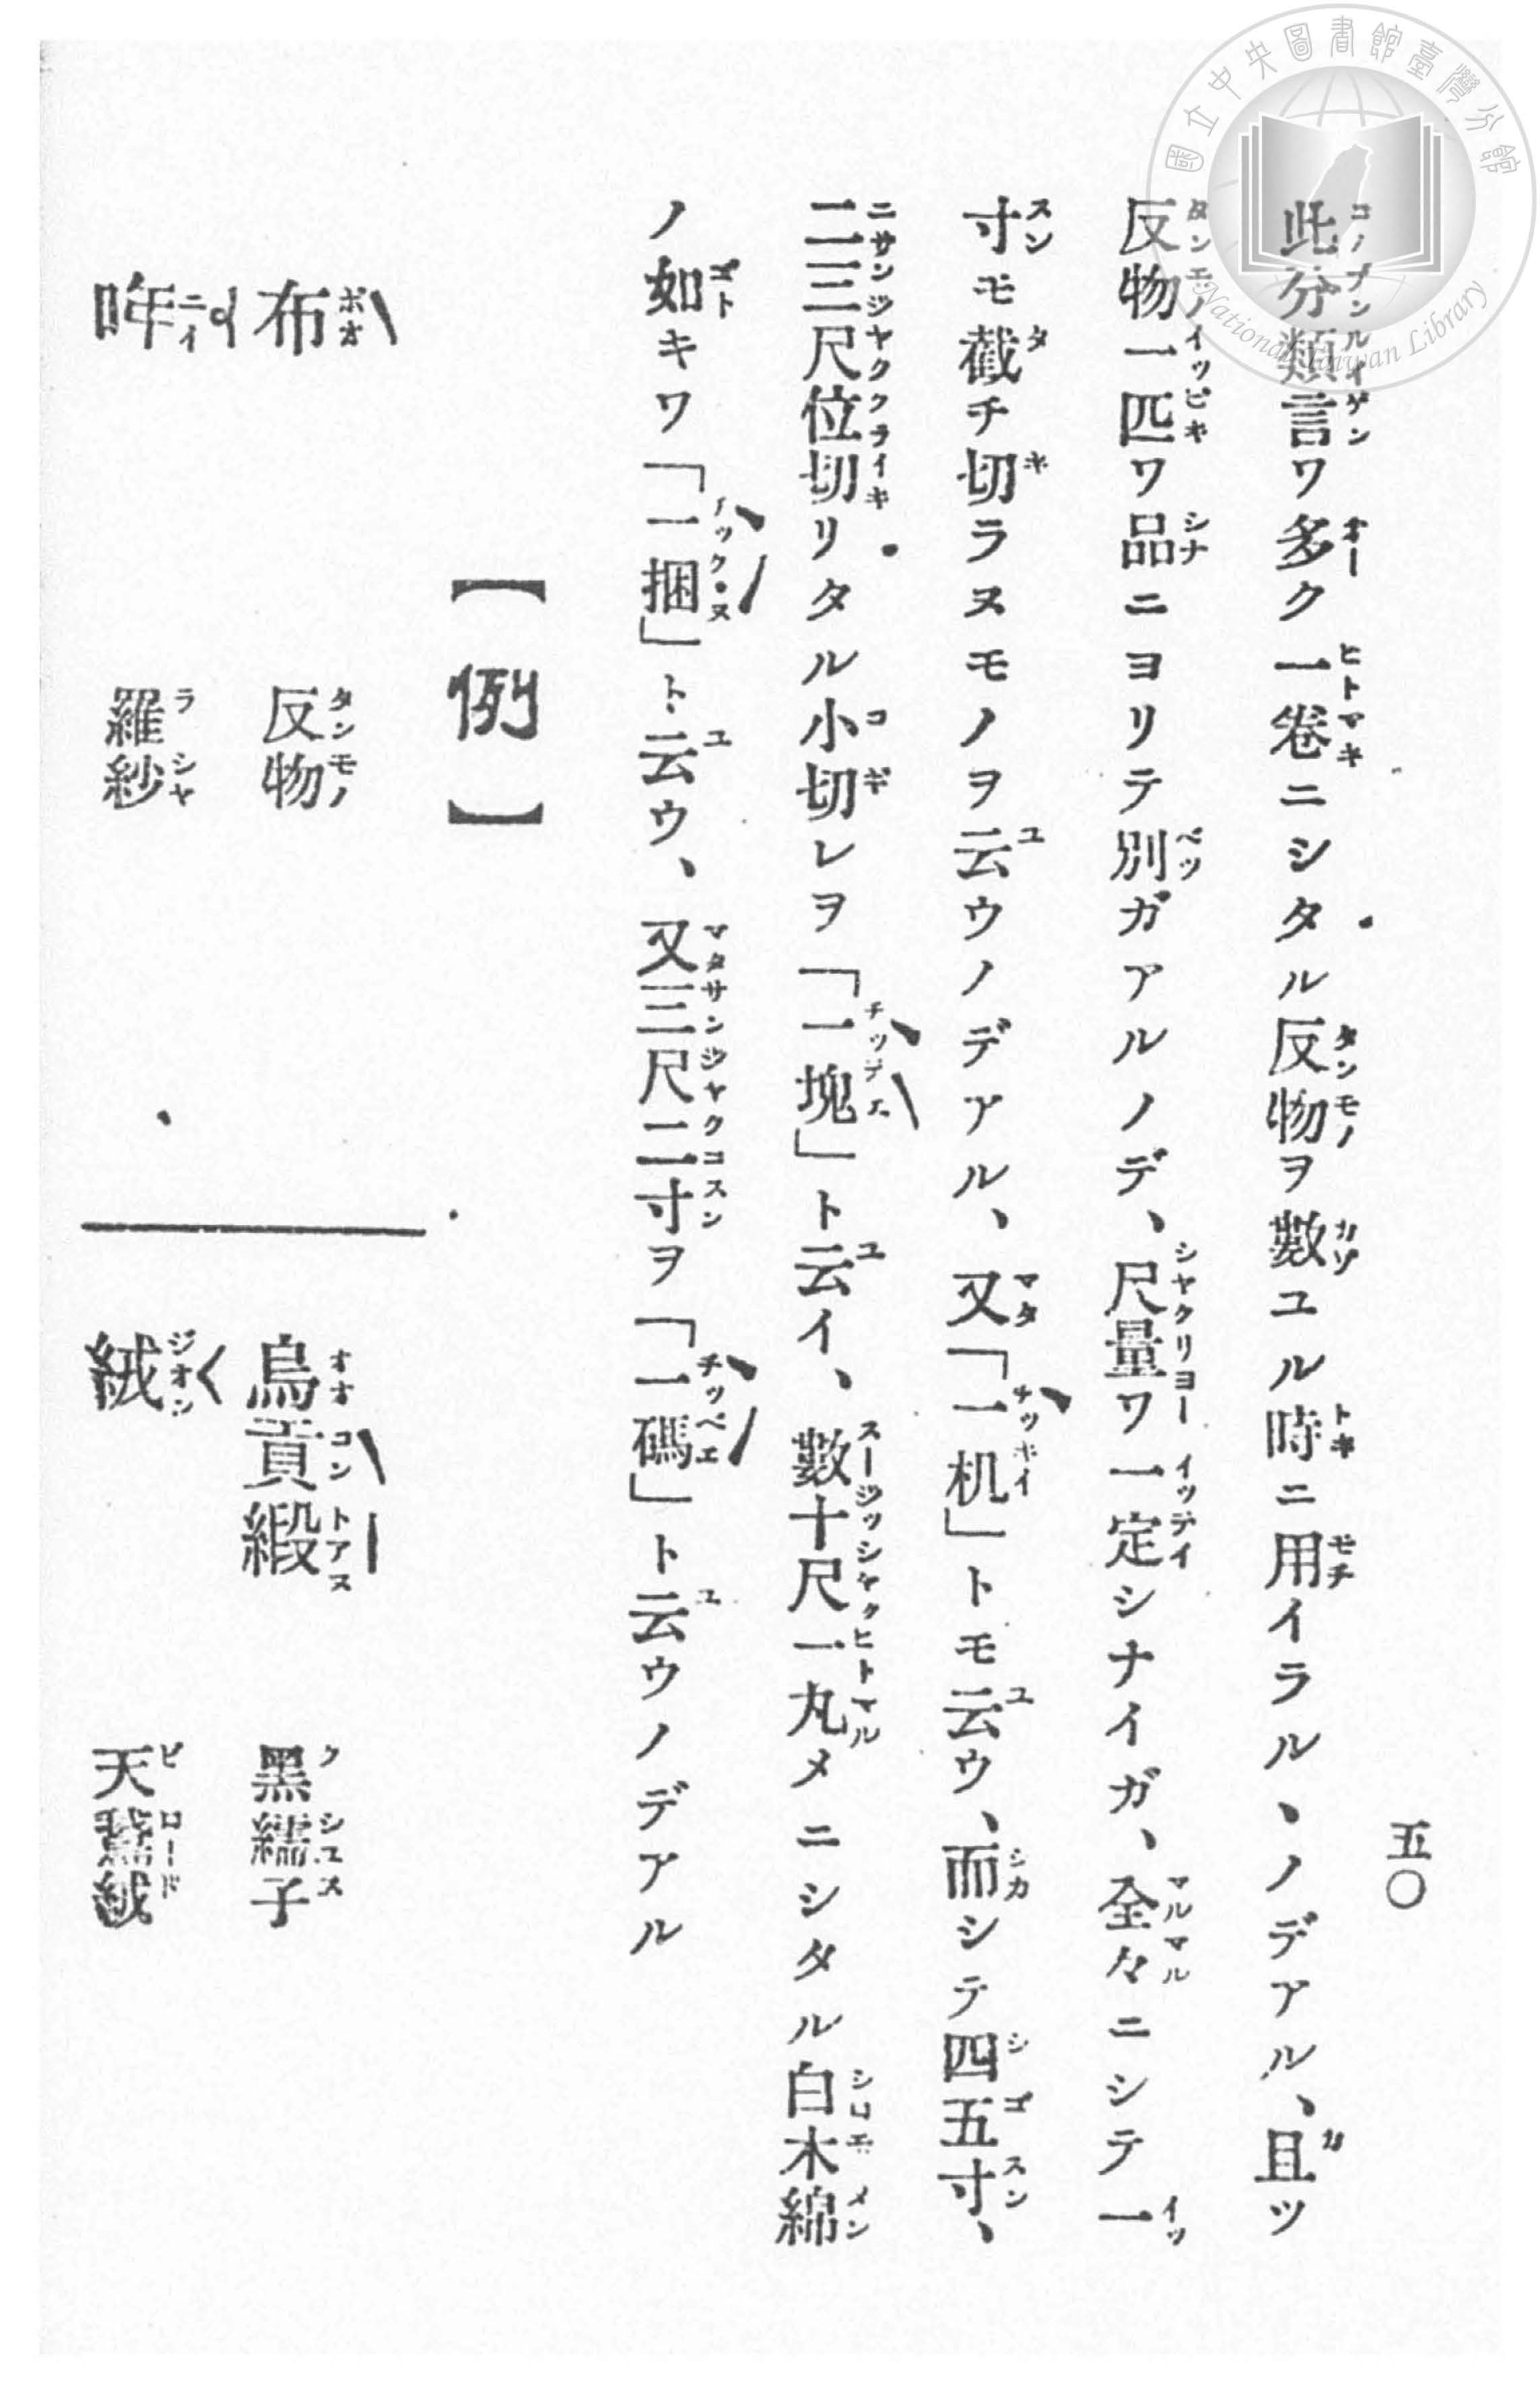 五〇
此分類言ワ多ク一卷ニシタル反物ヲ數ユル時ニ用イラル、ノデアル、且ツ
反物一匹ワ品ニヨリテ別ガアルノデ、尺量ワ一定シナイガ、全々ニシテ一
寸モ截チ切ラヌモノヲ云ウノデアル、又「一机」トモ云ウ、而シテ四五寸、
二三尺位切リタル小切レヲ「一塊」ト云イ、數十尺一丸メニシタル白木綿
ノ如キワ「一捆」ト云ウ、又三尺二寸ヲ「一碼」ト云ウノデアル
【例】
布 反物
烏貢緞 黑繻子
哖 羅紗
絨 天鵞絨
國立中央圖書館臺灣分館
National Taiwan Library